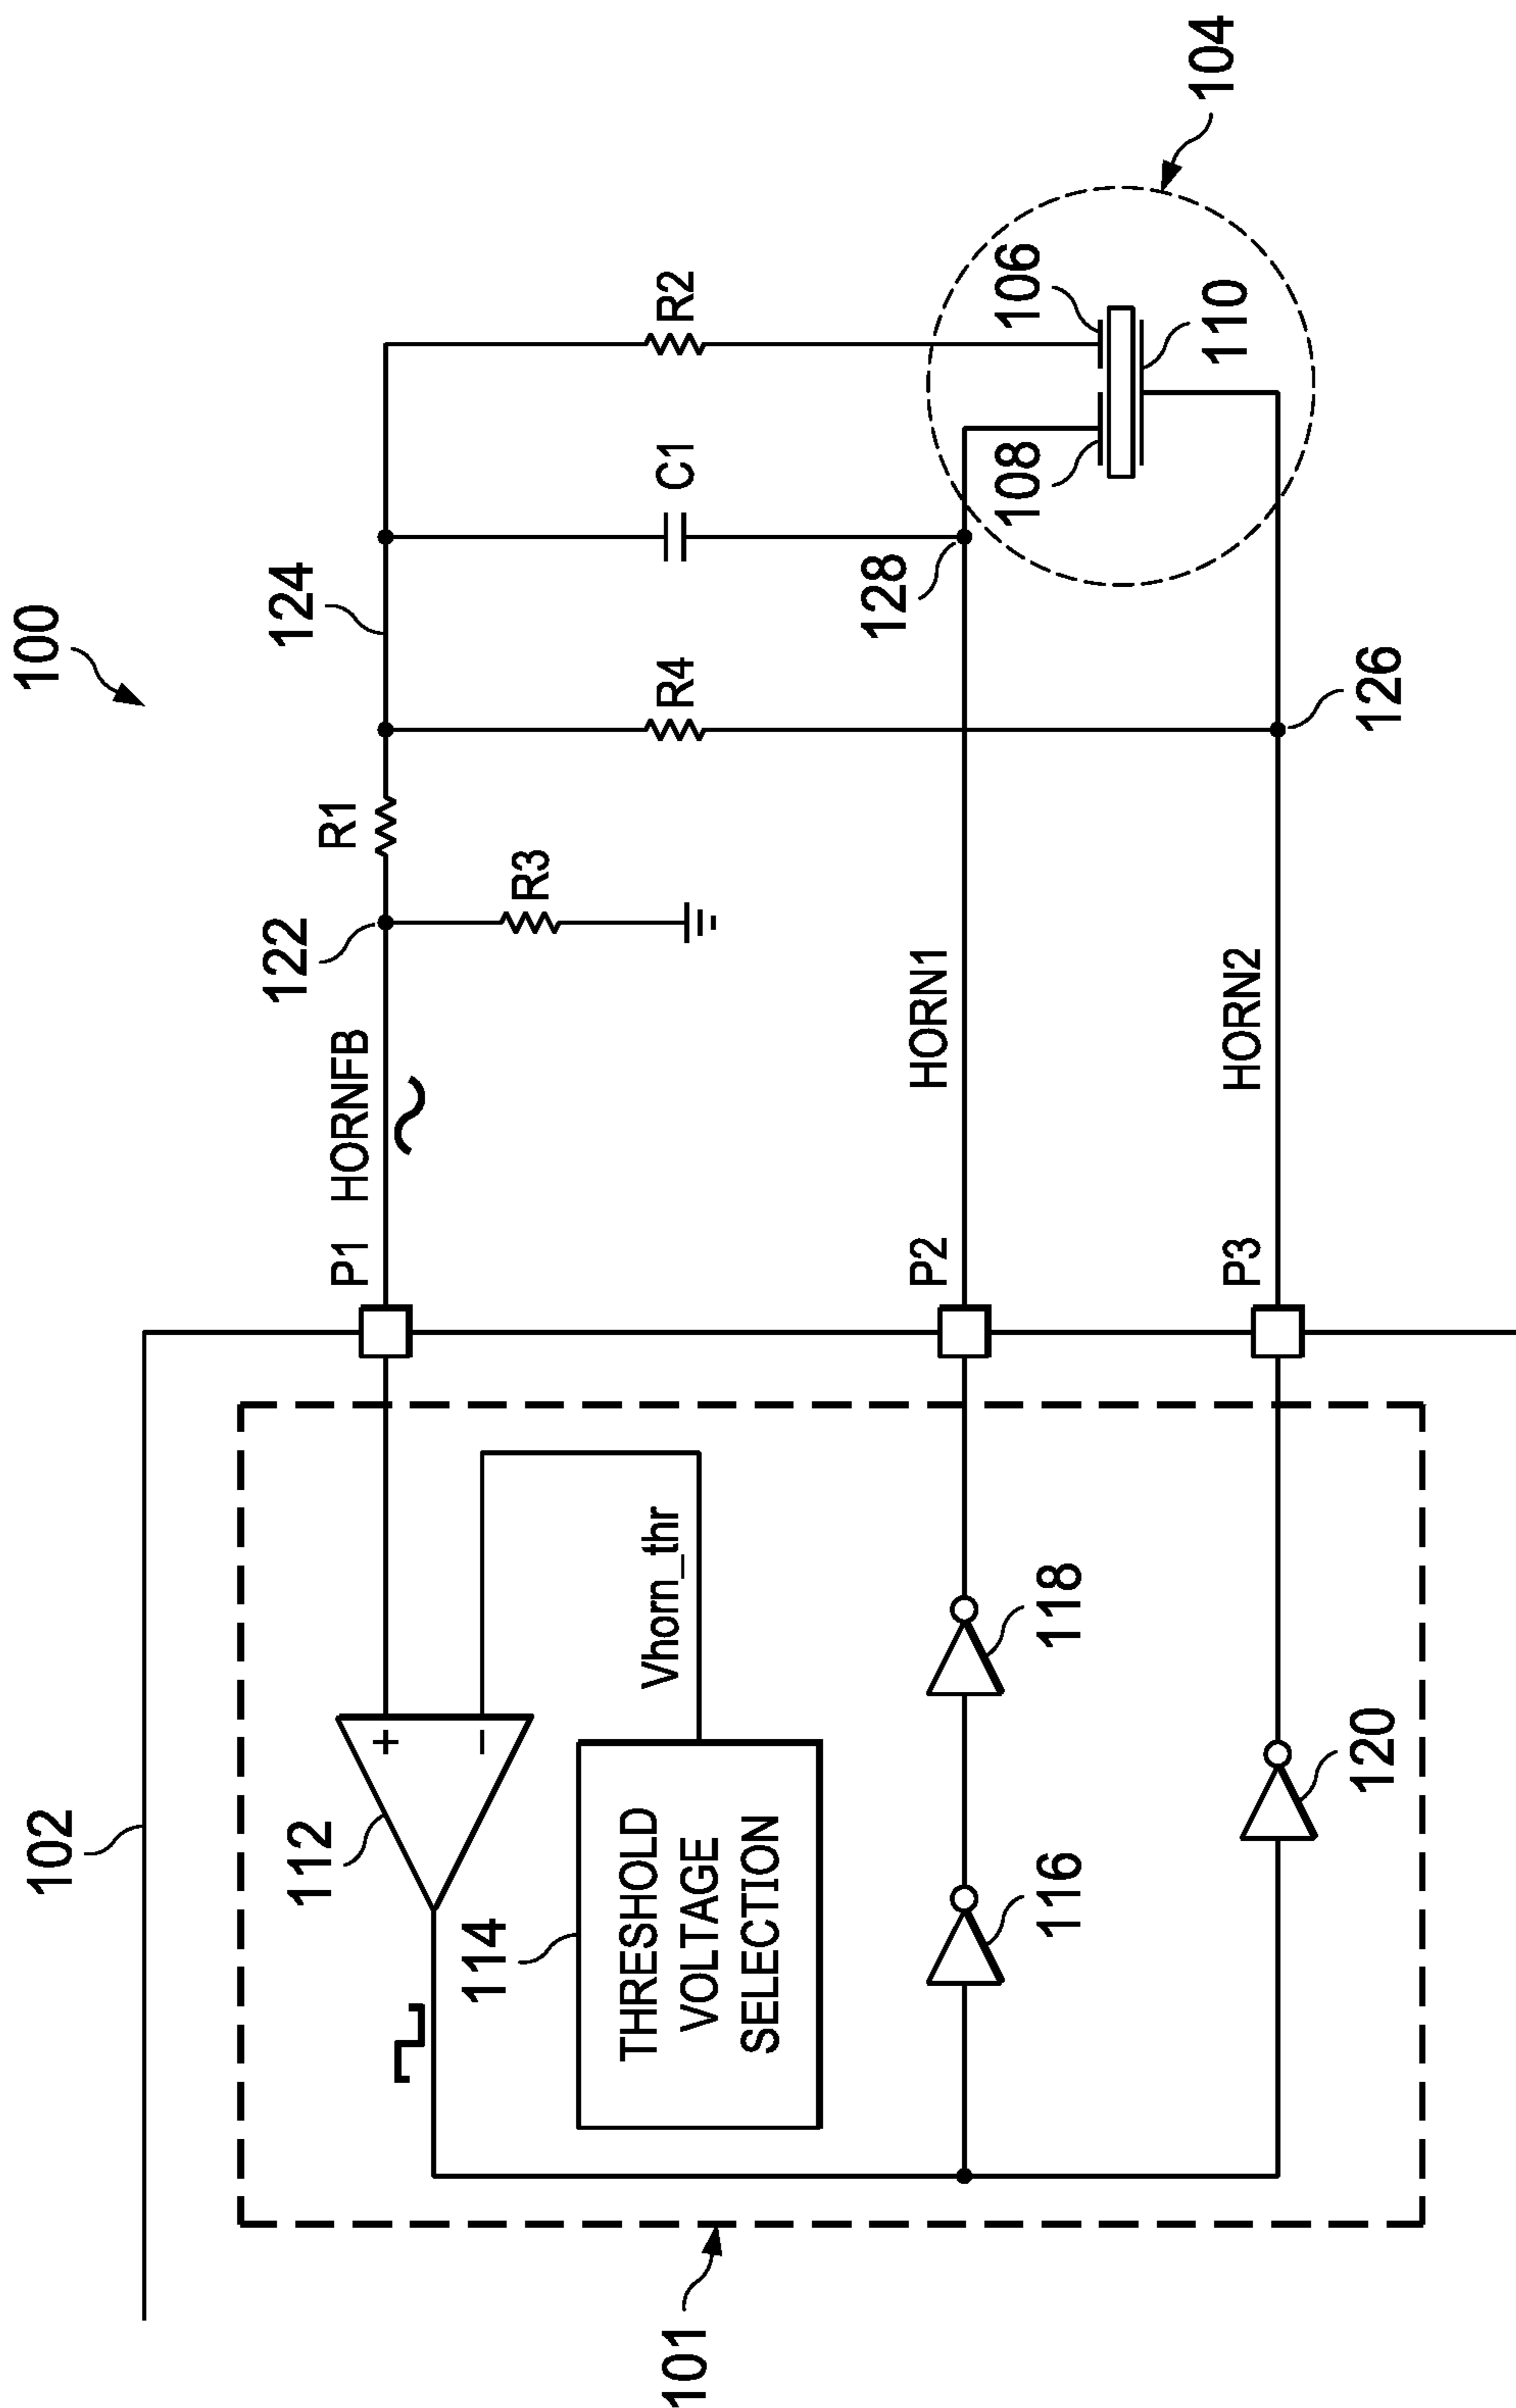 100
102
101
112
+
−
114
THRESHOLD
VOLTAGE
SELECTION
Vhorn_thr
116
118
120
P1
HORNFB
P2
HORN1
P3
HORN2
122
R1
R3
124
R4
C1
R2
128
126
108
106
110
104